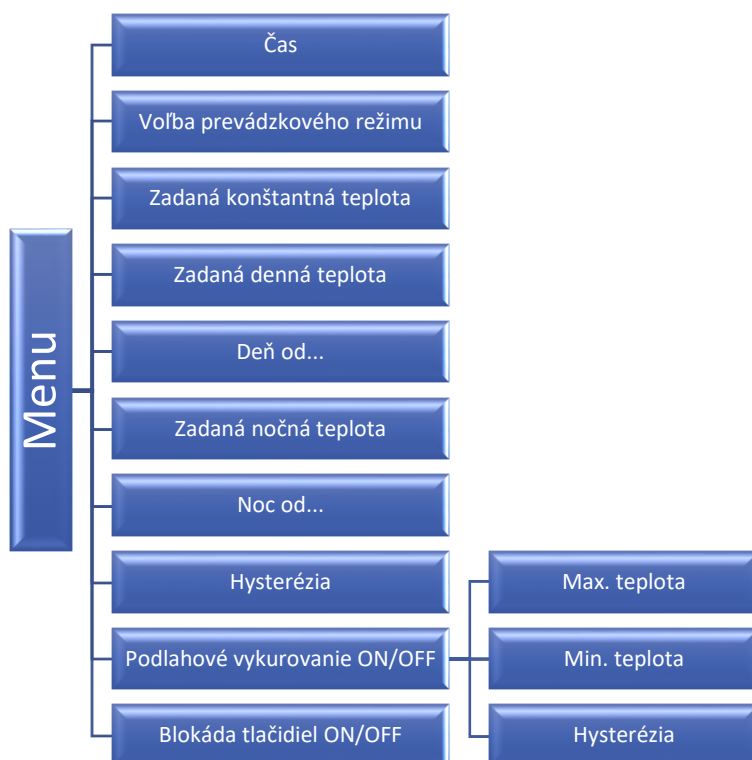 Menu
Čas
Voľba prevádzkového režimu
Zadaná konštantná teplota
Zadaná denná teplota
Deň od...
Zadaná nočná teplota
Noc od...
Hysterézia
Podlahové vykurovanie ON/OFF
Max. teplota
Min. teplota
Hysterézia
Blokáda tlačidiel ON/OFF